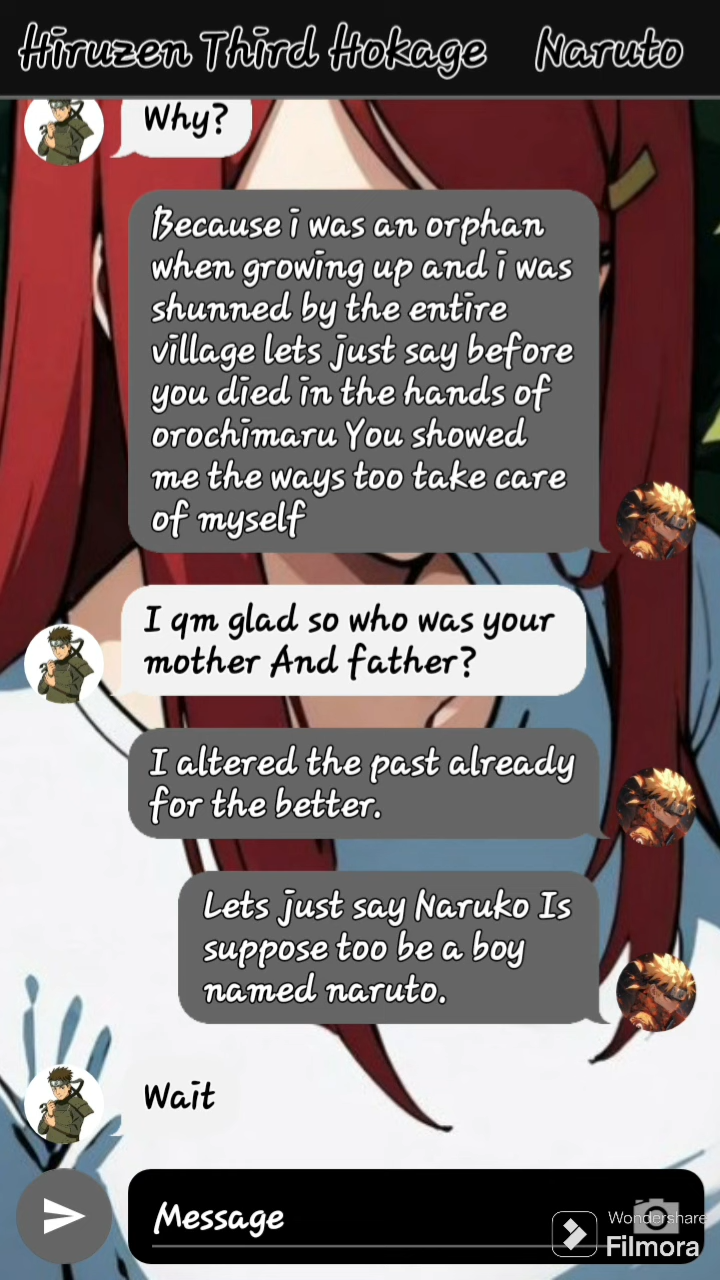 Hiruzen Third Hokage Naruto
Why?
Because i was an orphan
when growing up and i was
shunned by the entire
village lets just say before
you died in the hands of
orochimaru You showed
me the ways too take care
of myself
I qm glad so who was your
mother And father?
I altered the past already
for the better.
Lets just say Naruko Is
suppose too be a boy
named naruto.
Wait
Message
Wondershare
Filmora